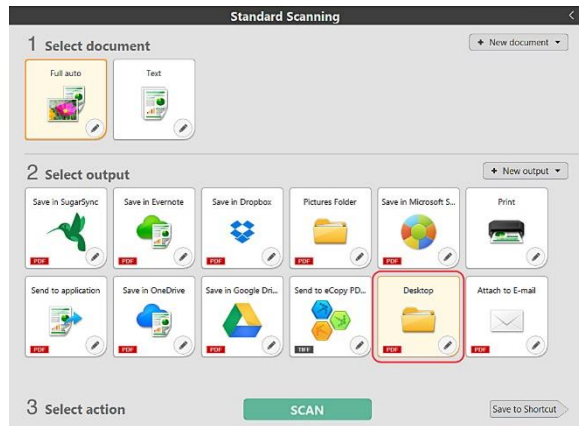 Standard Scanning
1 Select document
+ New document
Full auto
Text
2 Select output
+ New output
Save in SugarSync
Save in Evernote
Save in Dropbox
Pictures Folder
Save in Microsoft S...
Print
PDF
PDF
PDF
PDF
PDF
Send to application
Save in OneDrive
Save in Google Dri...
Send to eCopy PD...
Desktop
Attach to E-mail
PDF
PDF
PDF
TIFF
PDF
PDF
3 Select action
SCAN
Save to Shortcut